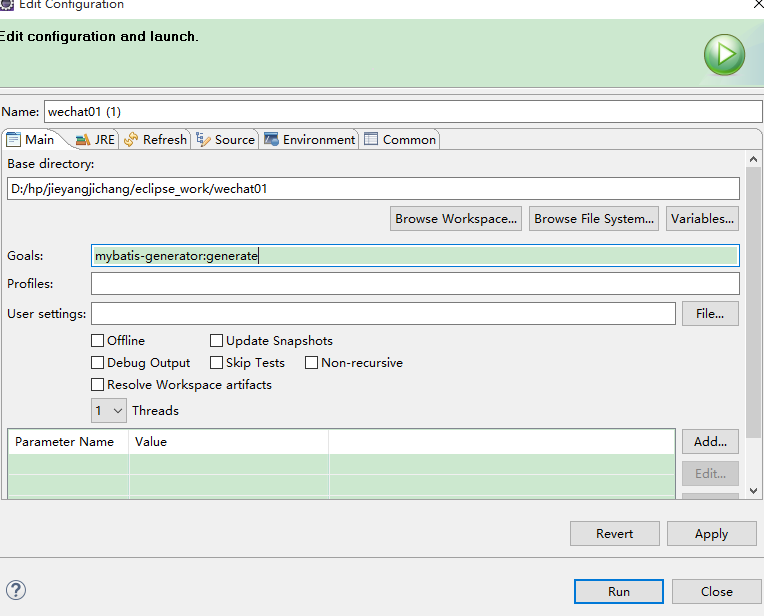 Edit Configuration
Edit configuration and launch.
Name: wechat01 (1)
Main JRE Refresh Source Environment Common
Base directory:
D:/hp/jieyangjichang/eclipse_work/wechat01
Browse Workspace... Browse File System... Variables...
Goals: mybatis-generator:generate
Profiles:
User settings: File...
Offline Update Snapshots
Debug Output Skip Tests Non-recursive
Resolve Workspace artifacts
1 Threads
Parameter Name Value Add...
Edit...
Revert Apply
Run Close